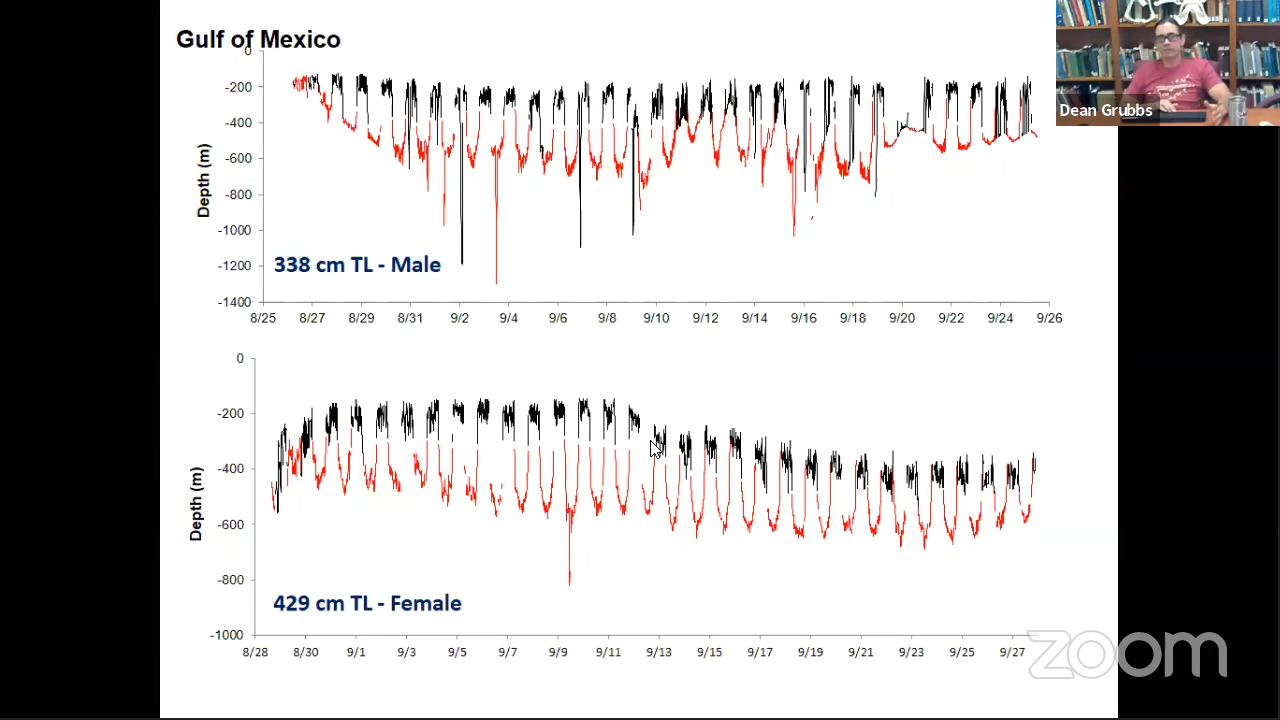 Gulf of Mexico
Dean Grubbs
0
-200
-400
-600
-800
-1000
-1200
-1400
Depth (m)
338 cm TL - Male
8/25 8/27 8/29 8/31 9/2 9/4 9/6 9/8 9/10 9/12 9/14 9/16 9/18 9/20 9/22 9/24 9/26
0
-200
-400
-600
-800
-1000
Depth (m)
429 cm TL - Female
8/28 8/30 9/1 9/3 9/5 9/7 9/9 9/11 9/13 9/15 9/17 9/19 9/21 9/23 9/25 9/27
zoom